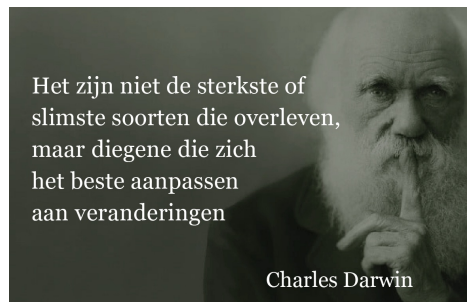 Het zijn niet de sterkste of
slimste soorten die overleven,
maar diegene die zich
het beste aanpassen
aan veranderingen
Charles Darwin